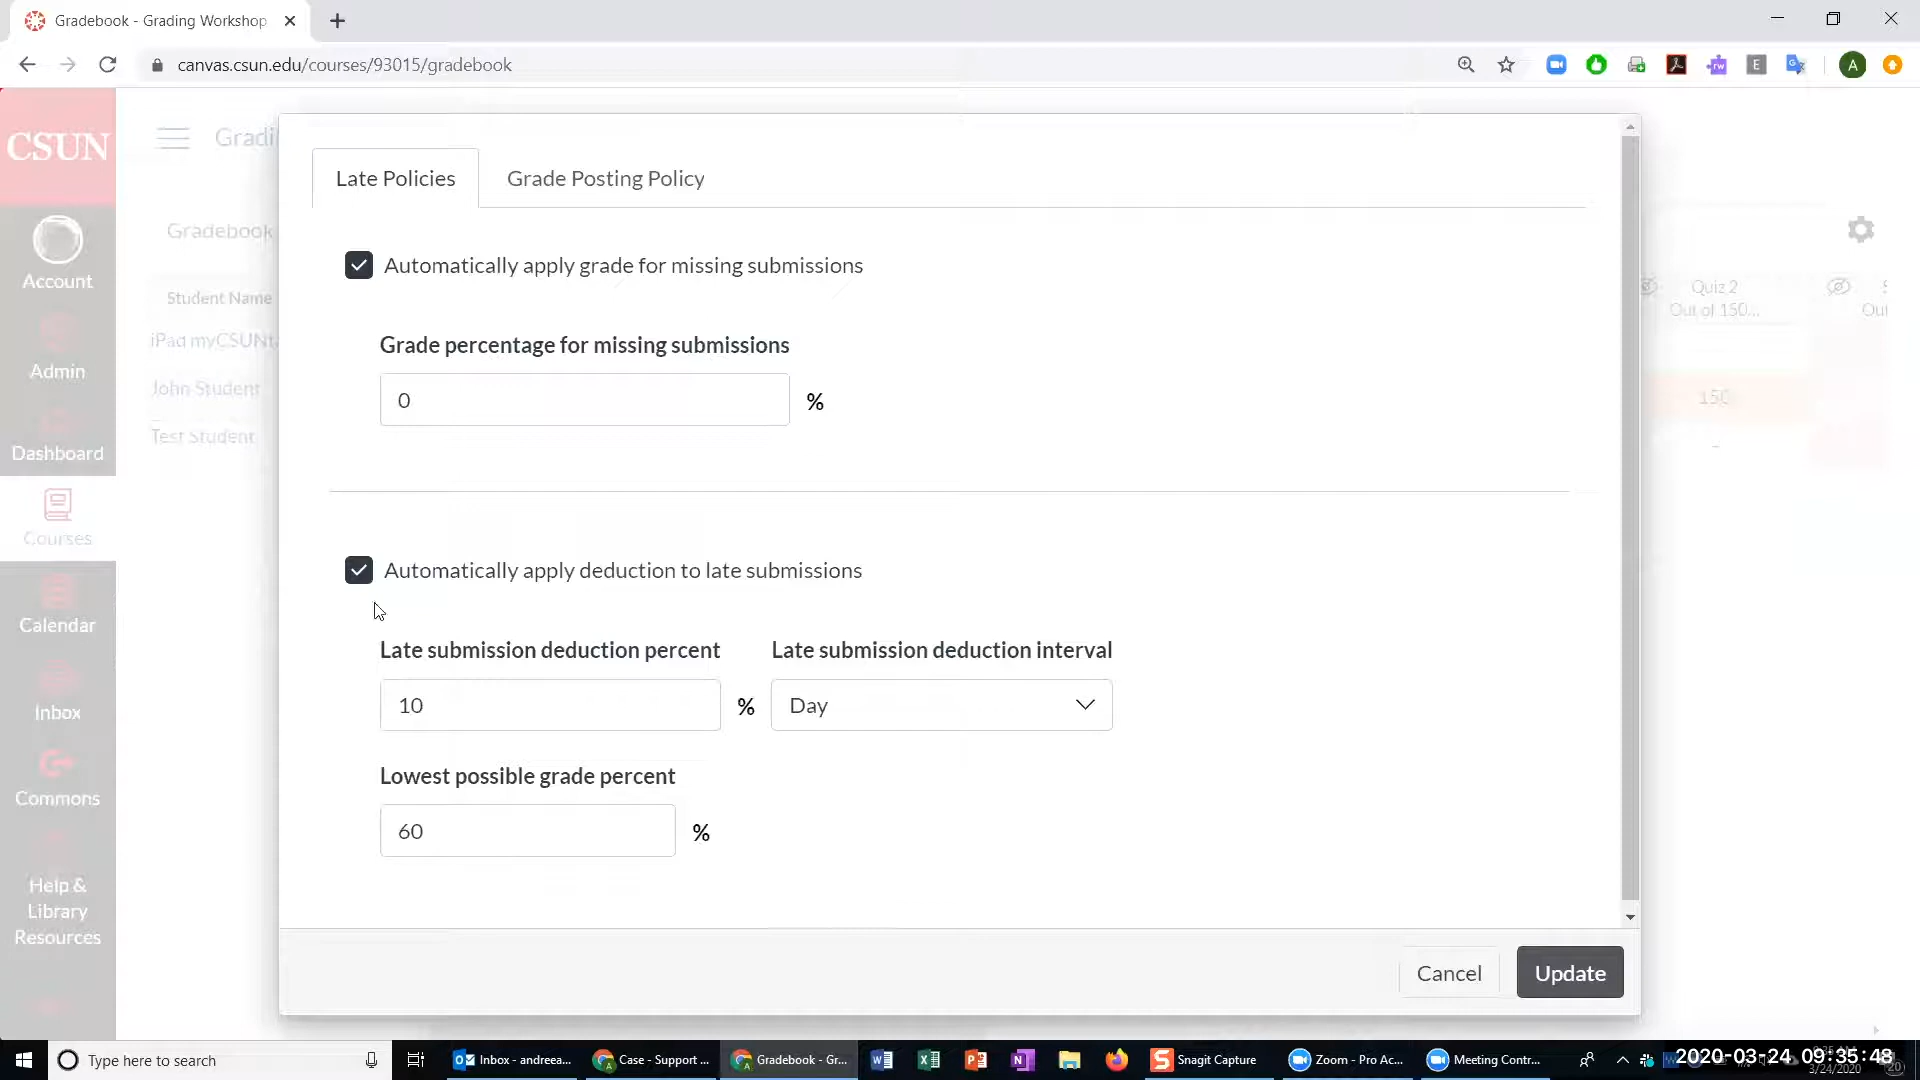 Gradebook - Grading Workshop
canvas.csun.edu/courses/93015/gradebook
CSUN
Gradi
Late Policies
Grade Posting Policy
Gradebook
Account
Automatically apply grade for missing submissions
Student Name
Quiz 2
Out of 150...
Out
iPad myCSUNta
Grade percentage for missing submissions
Admin
John Student
0 %
150
Test Student
-
Dashboard
Courses
Automatically apply deduction to late submissions
Calendar
Late submission deduction percent
Late submission deduction interval
10 %
Day
Inbox
Lowest possible grade percent
Commons
60 %
Help &
Library
Resources
Cancel
Update
Type here to search
Inbox - andreea...
Case - Support ...
Gradebook - Gr...
Snagit Capture
Zoom - Pro Ac...
Meeting Contr...
2020-03-24 09:35:48
3/24/2020
20